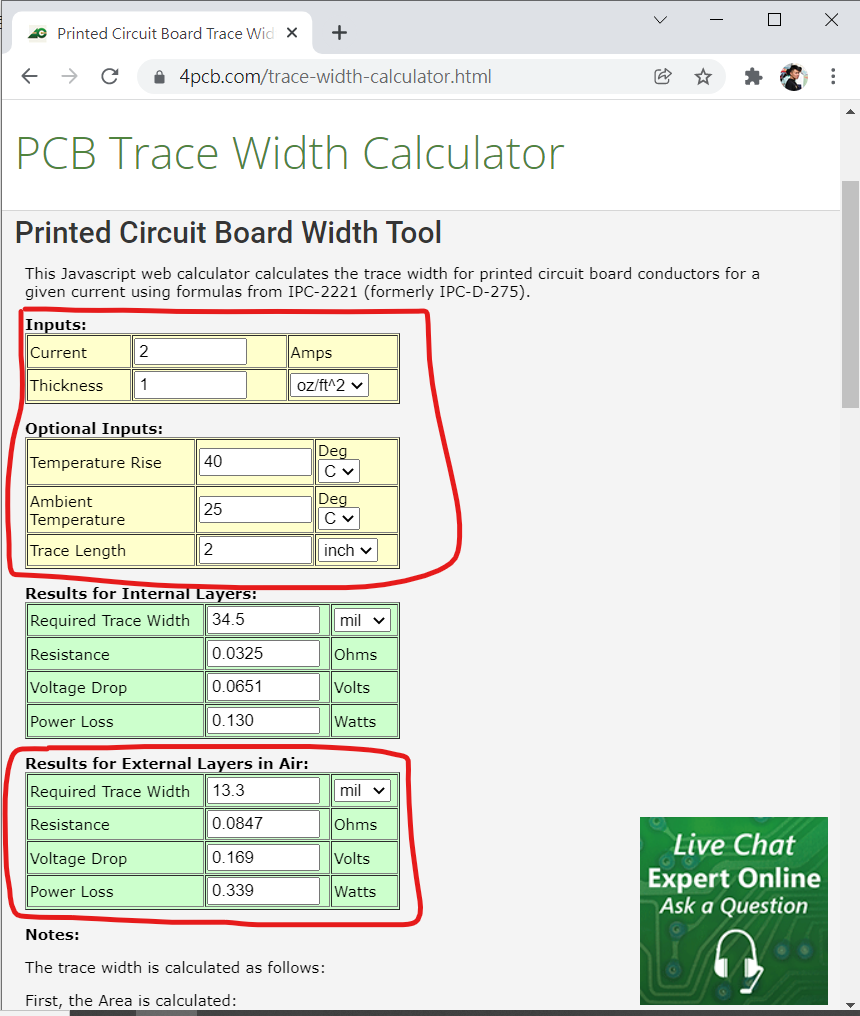 Printed Circuit Board Trace Wid
4pcb.com/trace-width-calculator.html
PCB Trace Width Calculator
Printed Circuit Board Width Tool
This Javascript web calculator calculates the trace width for printed circuit board conductors for a
given current using formulas from IPC-2221 (formerly IPC-D-275).
Inputs:
Current 2 Amps
Thickness 1 oz/ft^2
Optional Inputs:
Temperature Rise 40 Deg C
Ambient Temperature 25 Deg C
Trace Length 2 inch
Results for Internal Layers:
Required Trace Width 34.5 mil
Resistance 0.0325 Ohms
Voltage Drop 0.0651 Volts
Power Loss 0.130 Watts
Results for External Layers in Air:
Required Trace Width 13.3 mil
Resistance 0.0847 Ohms
Voltage Drop 0.169 Volts
Power Loss 0.339 Watts
Live Chat
Expert Online
Ask a Question
Notes:
The trace width is calculated as follows:
First, the Area is calculated: